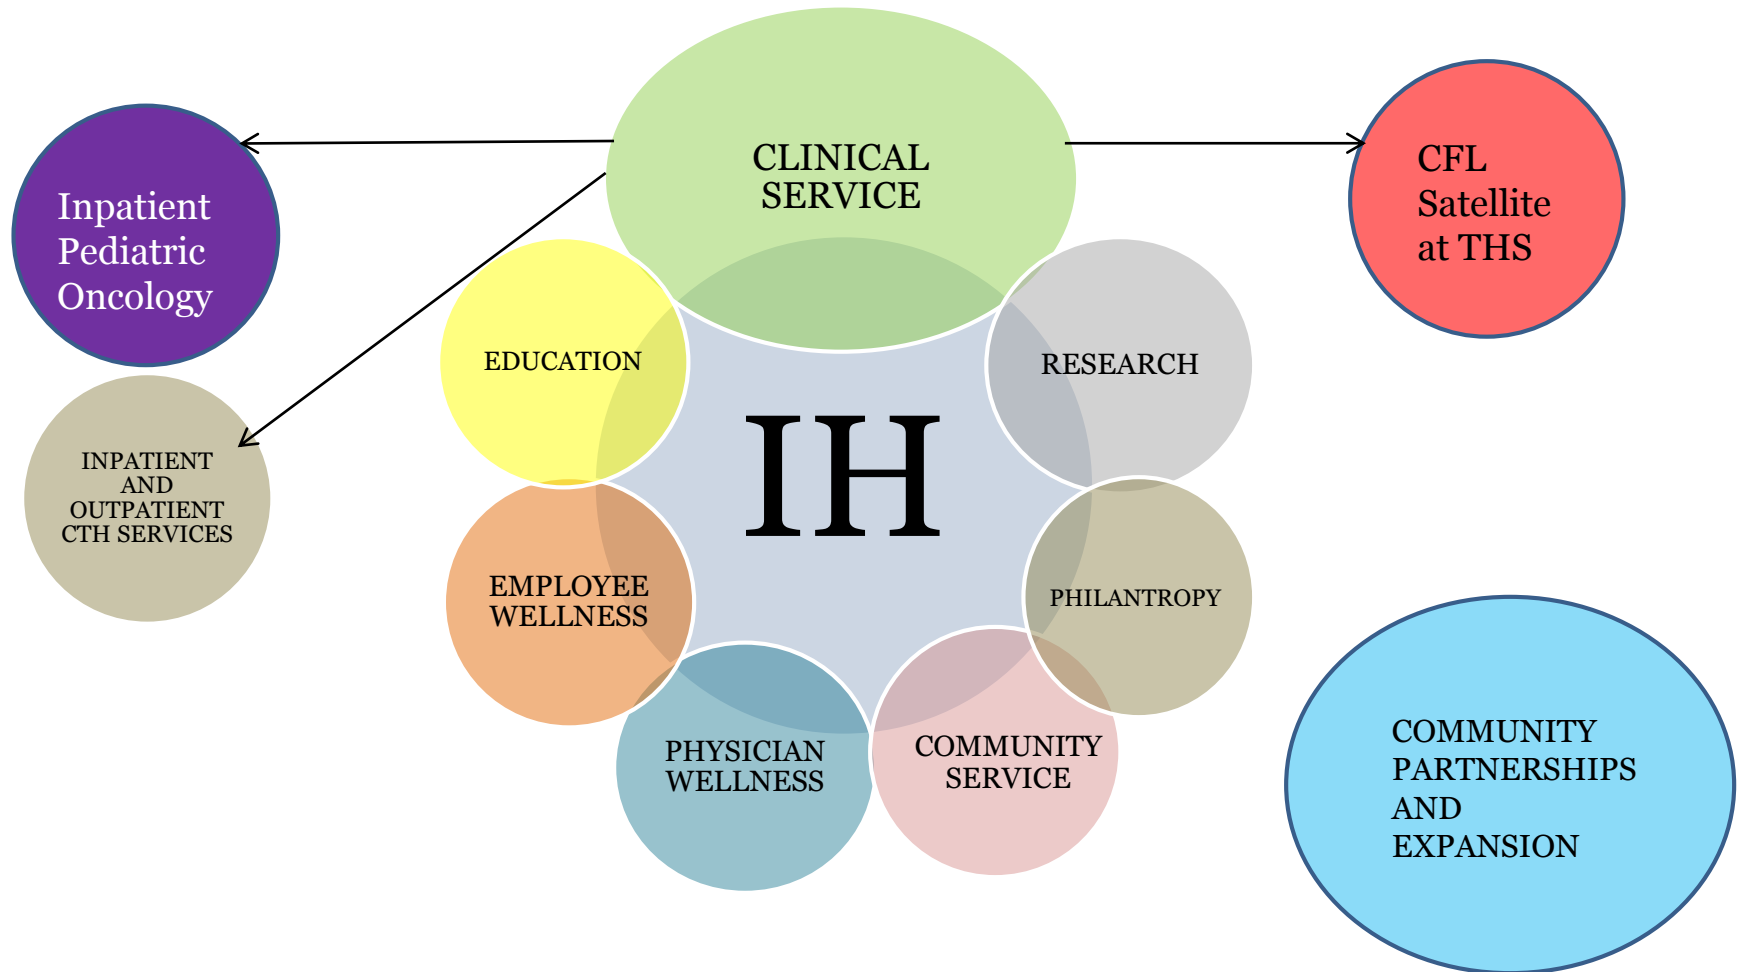 CLINICAL
SERVICE
CFL
Satellite
at THS
Inpatient
Pediatric
Oncology
EDUCATION
RESEARCH
IH
INPATIENT
AND
OUTPATIENT
CTH SERVICES
EMPLOYEE
WELLNESS
PHILANTROPY
PHYSICIAN
WELLNESS
COMMUNITY
SERVICE
COMMUNITY
PARTNERSHIPS
AND
EXPANSION